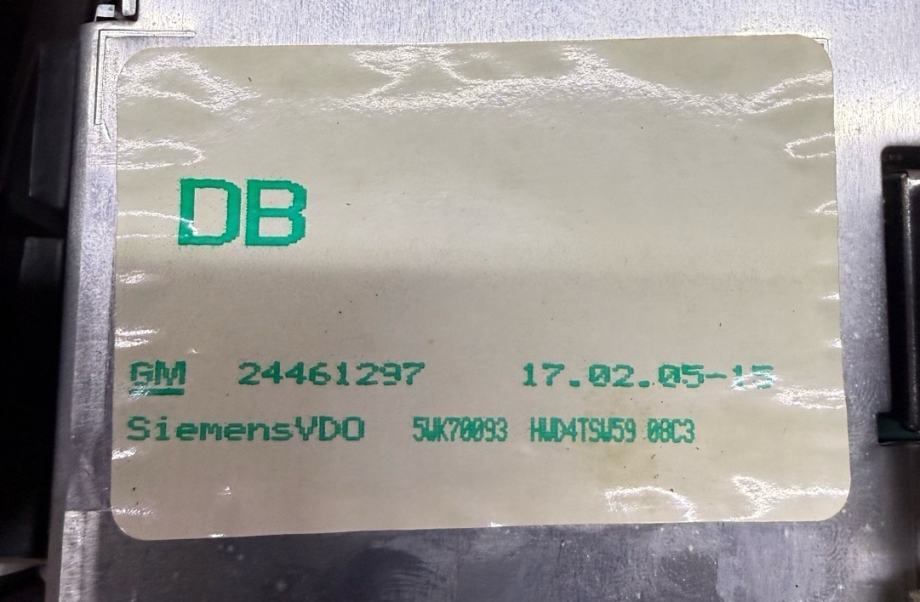 DB
GM 24461297 17.02.05-15
SiemensVDO 5WK70093 HWD4TSW59 08C3